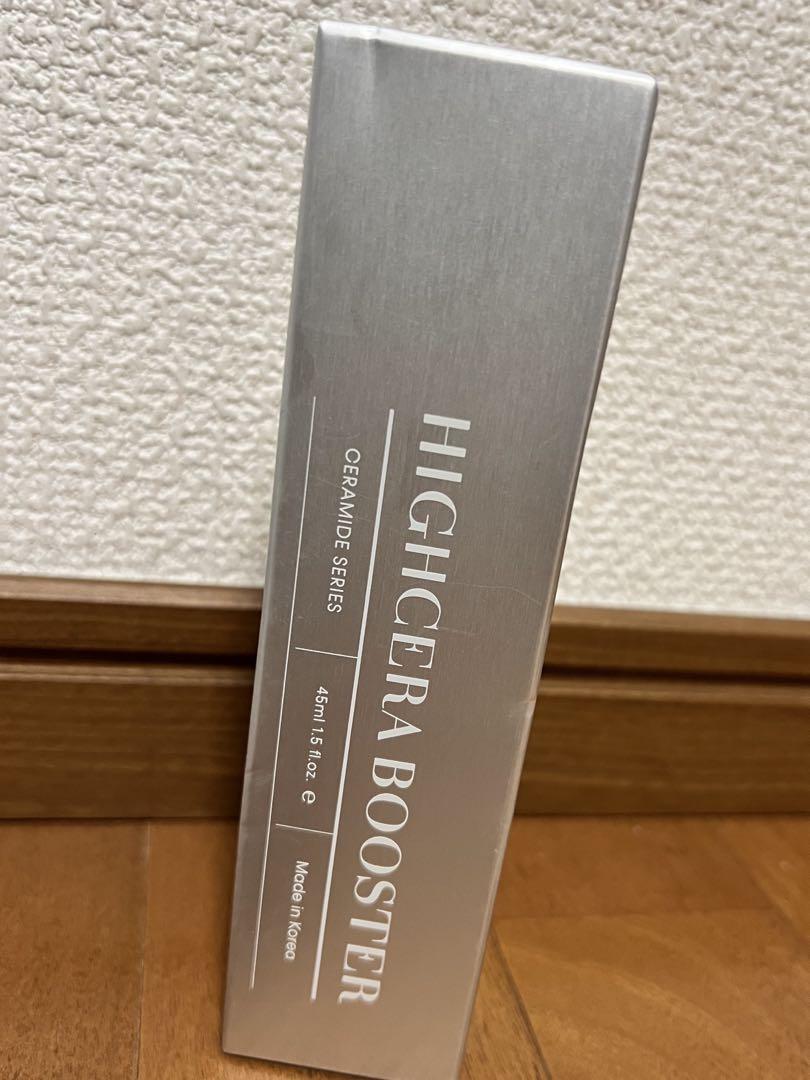 HIGHCERA BOOSTER
CERAMIDE SERIES
45ml 1.5 fl.oz. ℮
Made in Korea